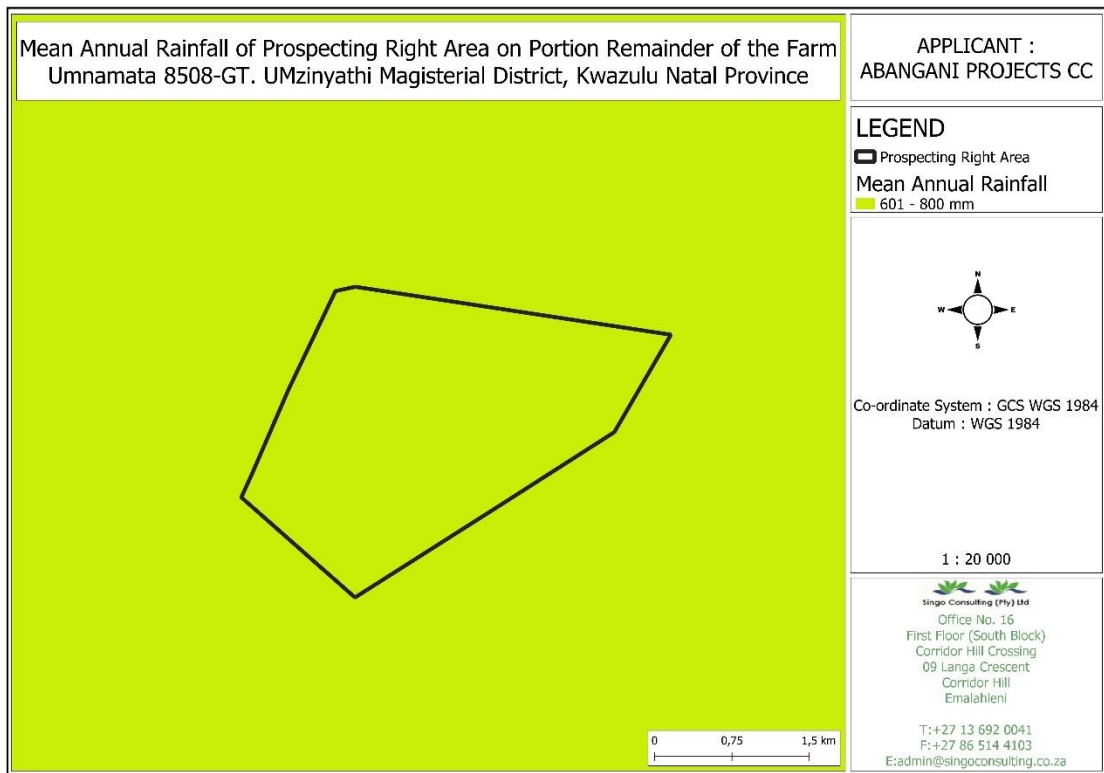 Mean Annual Rainfall of Prospecting Right Area on Portion Remainder of the Farm
Umnamata 8508-GT. UMzinyathi Magisterial District, Kwazulu Natal Province
APPLICANT :
ABANGANI PROJECTS CC
LEGEND
Prospecting Right Area
Mean Annual Rainfall
601 - 800 mm
N
W E
S
Co-ordinate System : GCS WGS 1984
Datum : WGS 1984
1 : 20 000
Singo Consulting (Pty) Ltd
Office No. 16
First Floor (South Block)
Corridor Hill Crossing
09 Langa Crescent
Corridor Hill
Emalahleni
T:+27 13 692 0041
F:+27 86 514 4103
E:admin@singoconsulting.co.za
0 0,75 1,5 km